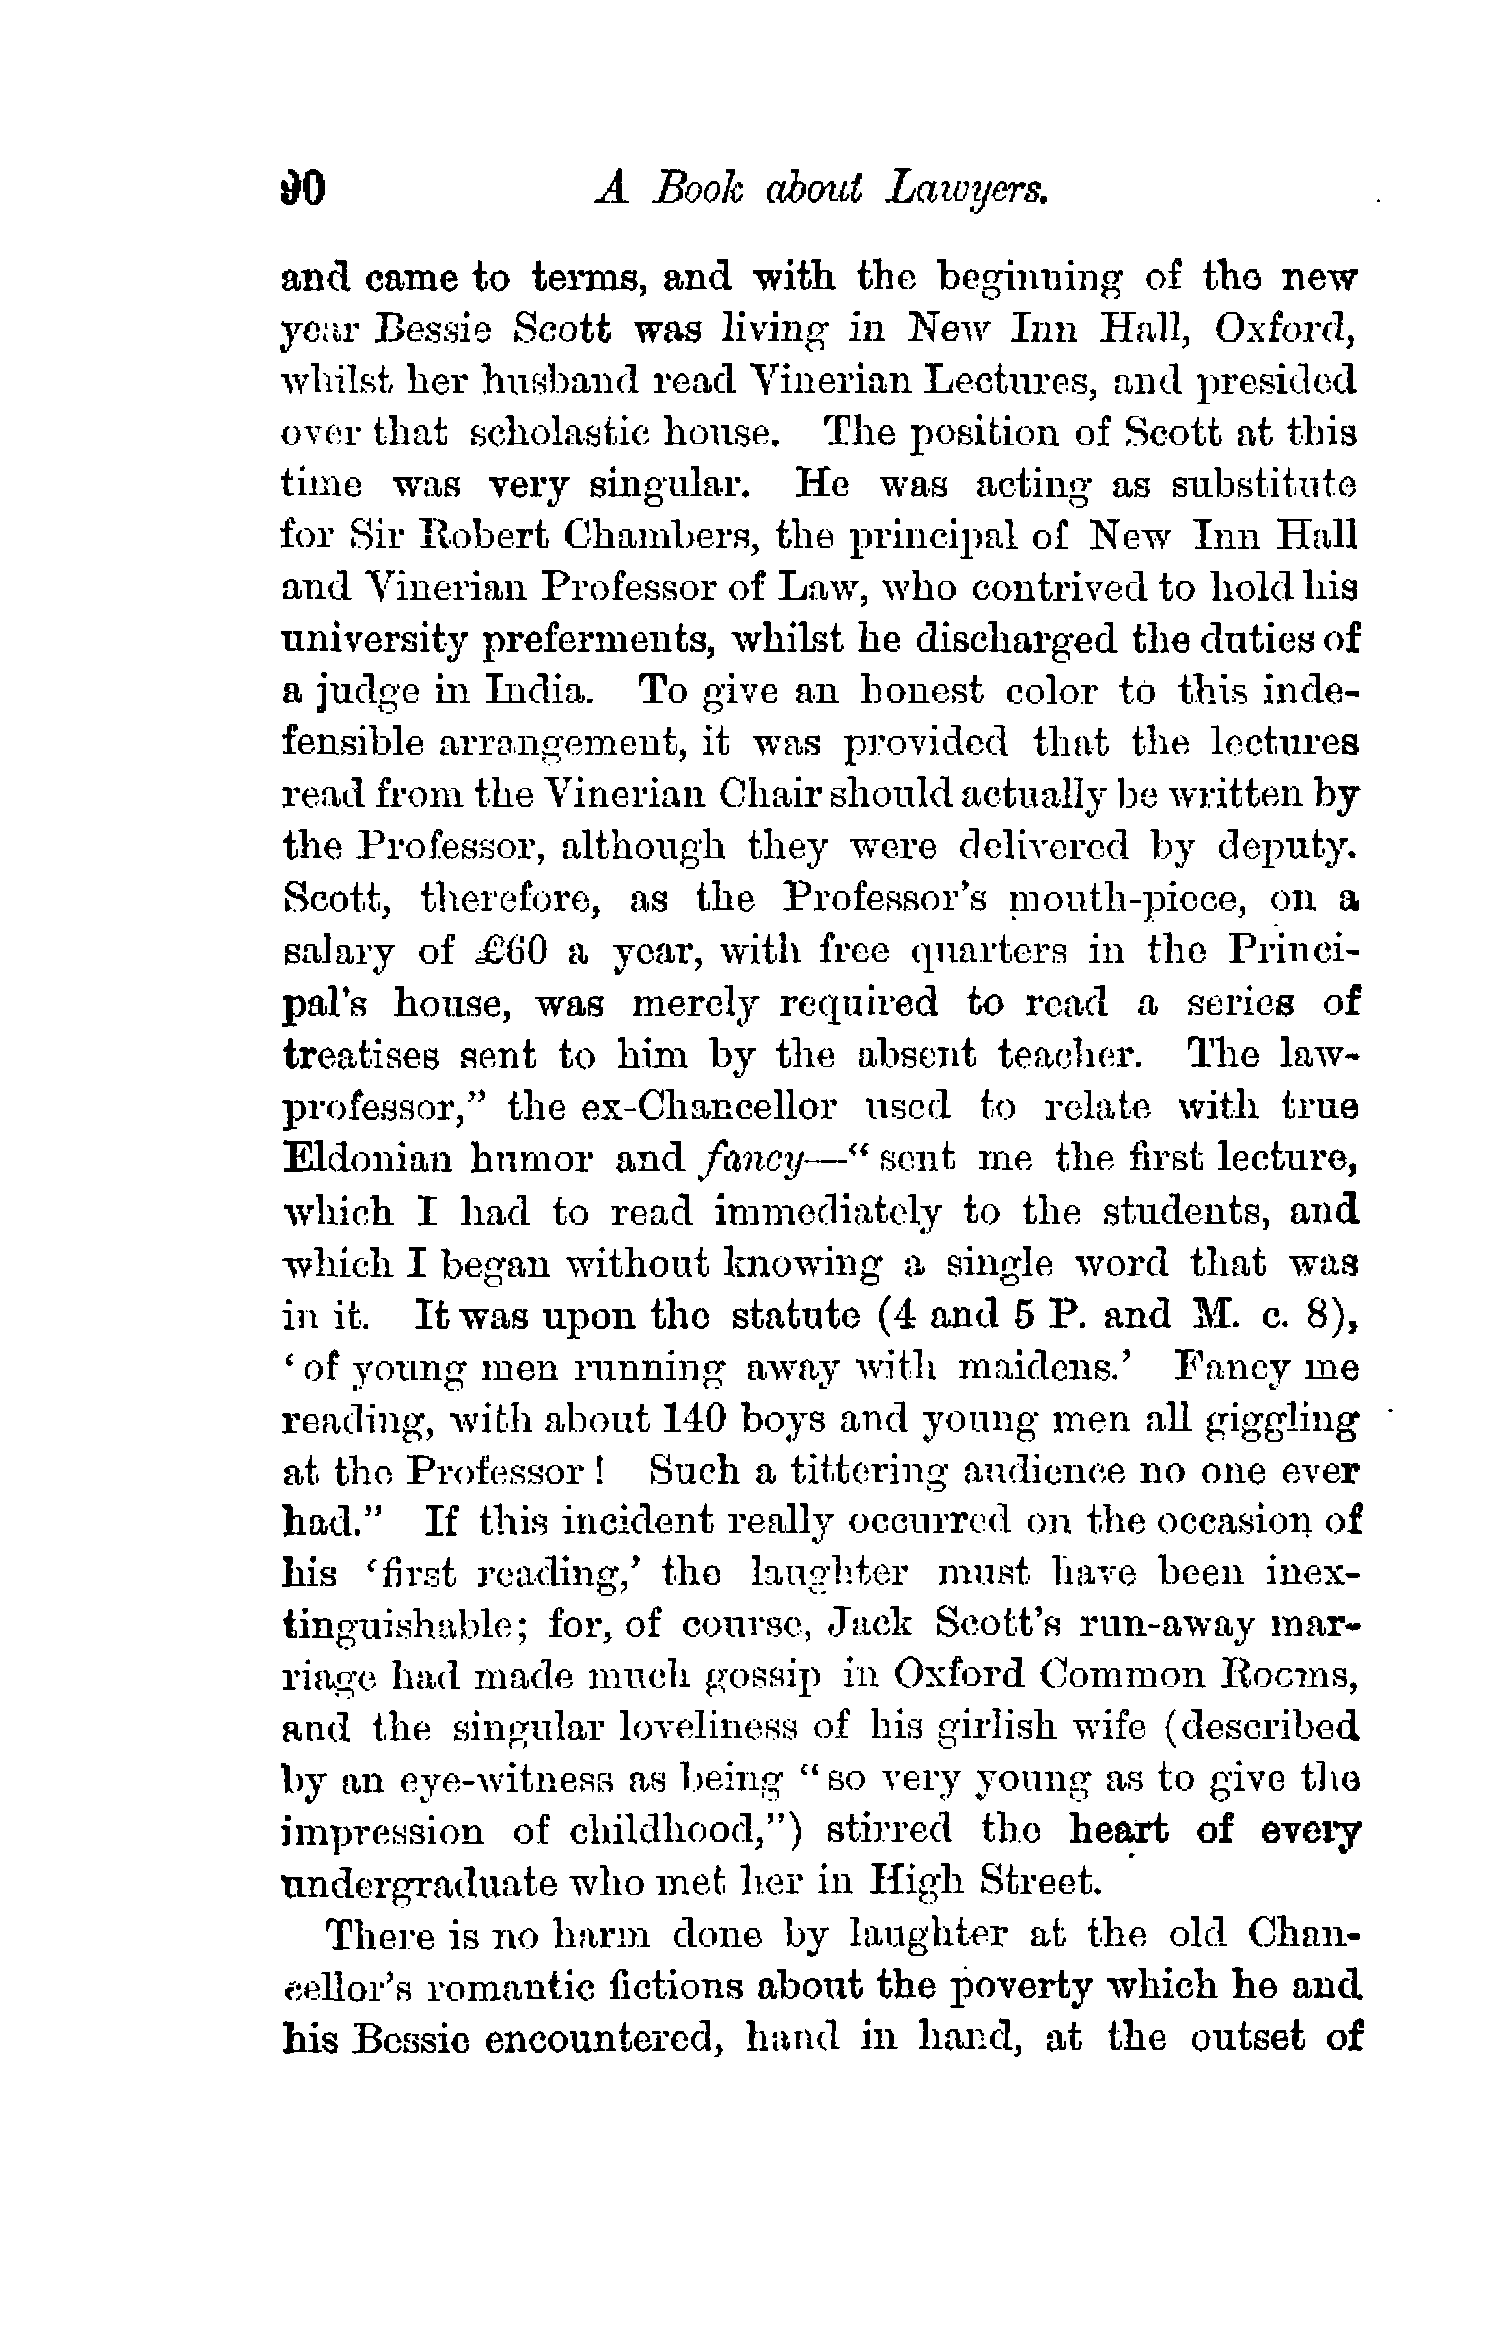 90 A Book about Lawyers.
and came to terms, and with the beginning of the new
year Bessie Scott was living in New Inn Hall, Oxford,
whilst her husband read Vinerian Lectures, and presided
over that scholastic house. The position of Scott at this
time was very singular. He was acting as substitute
for Sir Robert Chambers, the principal of New Inn Hall
and Vinerian Professor of Law, who contrived to hold his
university preferments, whilst he discharged the duties of
a judge in India. To give an honest color to this inde-
fensible arrangement, it was provided that the lectures
read from the Vinerian Chair should actually be written by
the Professor, although they were delivered by deputy.
Scott, therefore, as the Professor's mouth-piece, on a
salary of £60 a year, with free quarters in the Princi-
pal's house, was merely required to read a series of
treatises sent to him by the absent teacher. The law-
professor," the ex-Chancellor used to relate with true
Eldonian humor and fancy—" sent me the first lecture,
which I had to read immediately to the students, and
which I began without knowing a single word that was
in it. It was upon the statute (4 and 5 P. and M. c. 8),
' of young men running away with maidens.' Fancy me
reading, with about 140 boys and young men all giggling
at the Professor ! Such a tittering audience no one ever
had." If this incident really occurred on the occasion of
his 'first reading,' the laughter must have been inex-
tinguishable; for, of course, Jack Scott's run-away mar-
riage had made much gossip in Oxford Common Rooms,
and the singular loveliness of his girlish wife (described
by an eye-witness as being " so very young as to give the
impression of childhood,") stirred the heart of every
undergraduate who met her in High Street.
There is no harm done by laughter at the old Chan-
cellor's romantic fictions about the poverty which he and
his Bessie encountered, hand in hand, at the outset of